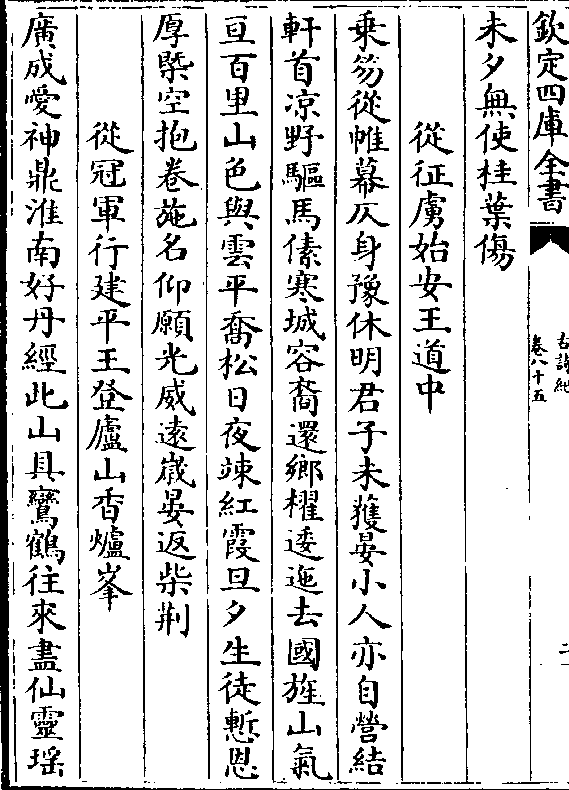 欽定四庫全書
古詩紀
卷八十五
未夕無使桂葉傷
從征虜始安王道中
乗笏從帷幕仄身豫休明君子未獲晏小人亦自營結
軒首凉野驅馬傃寒城容裔還鄉櫂逶迤去國旌山氣
亘百里山色與雲平喬松日夜竦紅霞旦夕生徒慙恩
厚槩空抱卷施名仰願光威遠嵗晏返柴荆
從冠軍行建平王登廬山香爐峯
廣成愛神鼎淮南好丹經此山具鸞鶴往來盡仙靈瑶